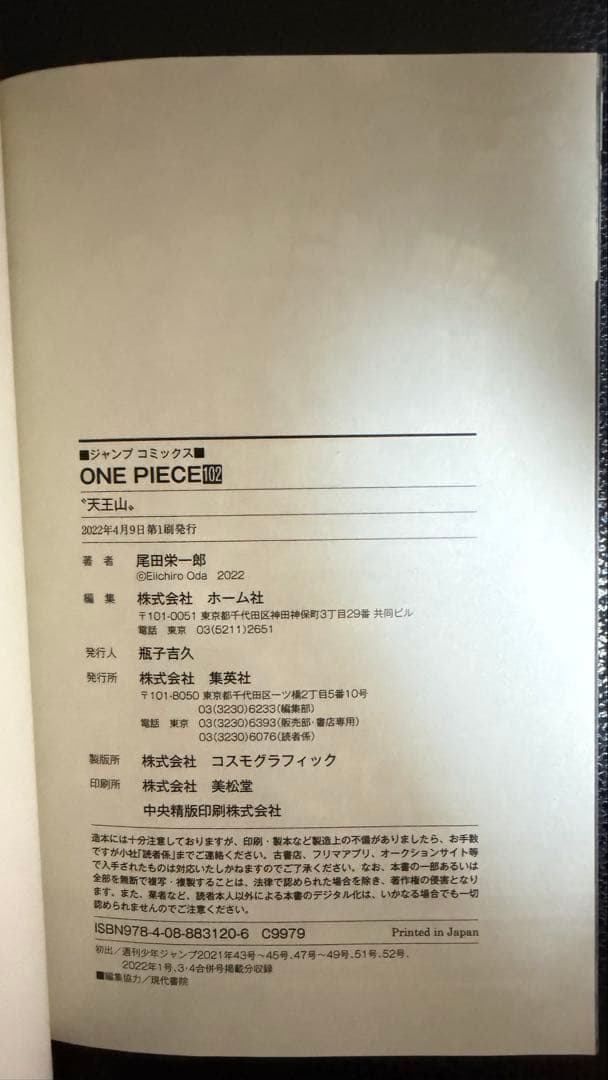 ■ジャンプ コミックス■
ONE PIECE 102
〝天王山〟
2022年4月9日第1刷発行
著 者 尾田栄一郎
©Eiichiro Oda 2022
編 集 株式会社 ホーム社
〒101-0051 東京都千代田区神田神保町3丁目29番 共同ビル
電話 東京 03(5211)2651
発行人 瓶子吉久
発行所 株式会社 集英社
〒101-8050 東京都千代田区一ツ橋2丁目5番10号
03(3230)6233(編集部)
電話 東京 03(3230)6393(販売部・書店専用)
03(3230)6076(読者係)
製版所 株式会社 コスモグラフィック
印刷所 株式会社 美松堂
中央精版印刷株式会社
造本には十分注意しておりますが、印刷・製本など製造上の不備がありましたら、お手数
ですが小社「読者係」までご連絡ください。古書店、フリマアプリ、オークションサイト等
で入手されたものは対応いたしかねますのでご了承ください。なお、本書の一部あるいは
全部を無断で複写・複製することは、法律で認められた場合を除き、著作権の侵害となり
ます。また、業者など、読者本人以外による本書のデジタル化は、いかなる場合でも一切
認められませんのでご注意ください。
ISBN978-4-08-883120-6 C9979 Printed in Japan
初出/週刊少年ジャンプ2021年43号〜45号、47号〜49号、51号、52号、
2022年1号、3・4合併号掲載分収録
■編集協力/現代書院